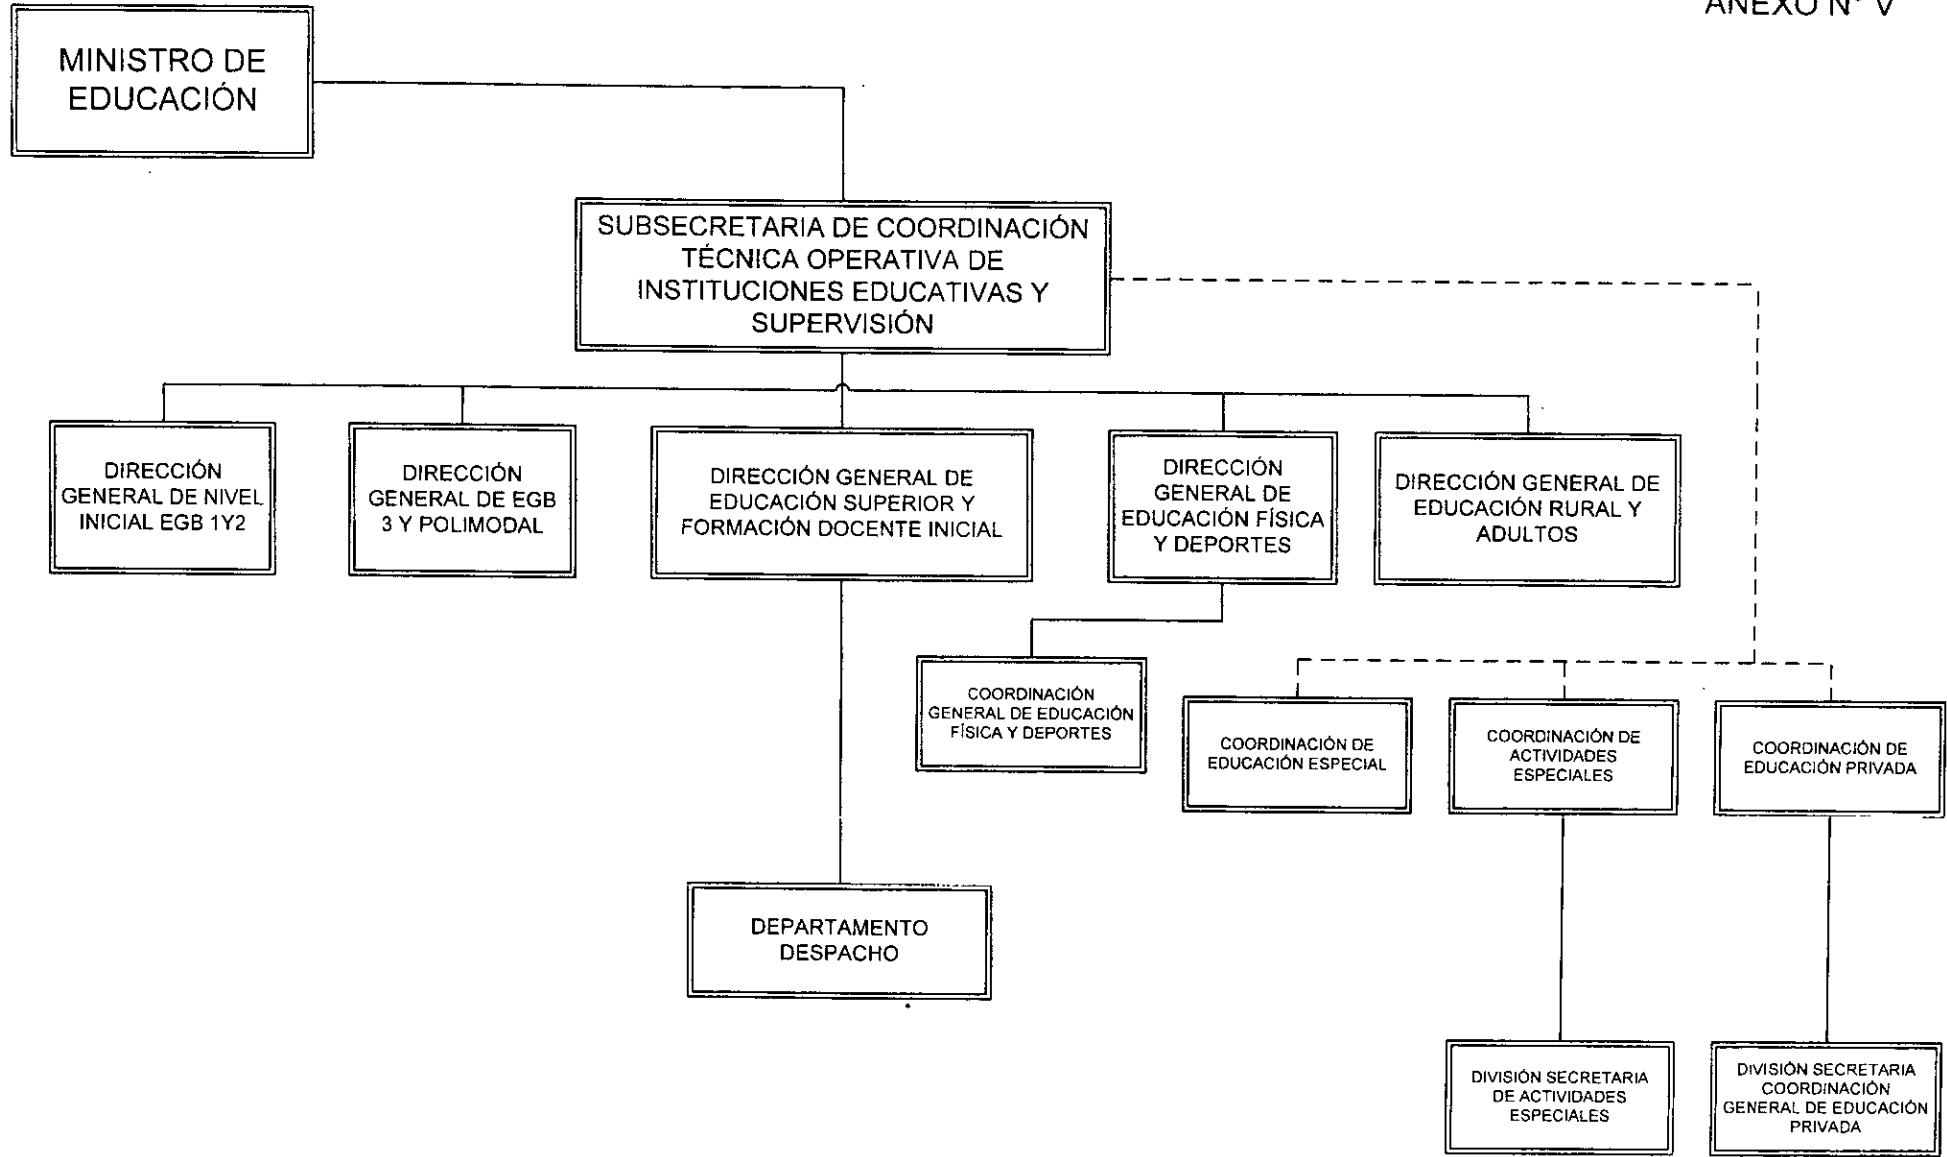 ANEXO N° V
MINISTRO DE
EDUCACIÓN
SUBSECRETARIA DE COORDINACIÓN
TÉCNICA OPERATIVA DE
INSTITUCIONES EDUCATIVAS Y
SUPERVISIÓN
DIRECCIÓN
GENERAL DE NIVEL
INICIAL EGB 1Y2
DIRECCIÓN
GENERAL DE EGB
3 Y POLIMODAL
DIRECCIÓN GENERAL DE
EDUCACIÓN SUPERIOR Y
FORMACIÓN DOCENTE INICIAL
DIRECCIÓN
GENERAL DE
EDUCACIÓN FÍSICA
Y DEPORTES
DIRECCIÓN GENERAL DE
EDUCACIÓN RURAL Y
ADULTOS
COORDINACIÓN
GENERAL DE EDUCACIÓN
FÍSICA Y DEPORTES
COORDINACIÓN DE
EDUCACIÓN ESPECIAL
COORDINACIÓN DE
ACTIVIDADES
ESPECIALES
COORDINACIÓN DE
EDUCACIÓN PRIVADA
DEPARTAMENTO
DESPACHO
DIVISIÓN SECRETARIA
DE ACTIVIDADES
ESPECIALES
DIVISIÓN SECRETARIA
COORDINACIÓN
GENERAL DE EDUCACIÓN
PRIVADA